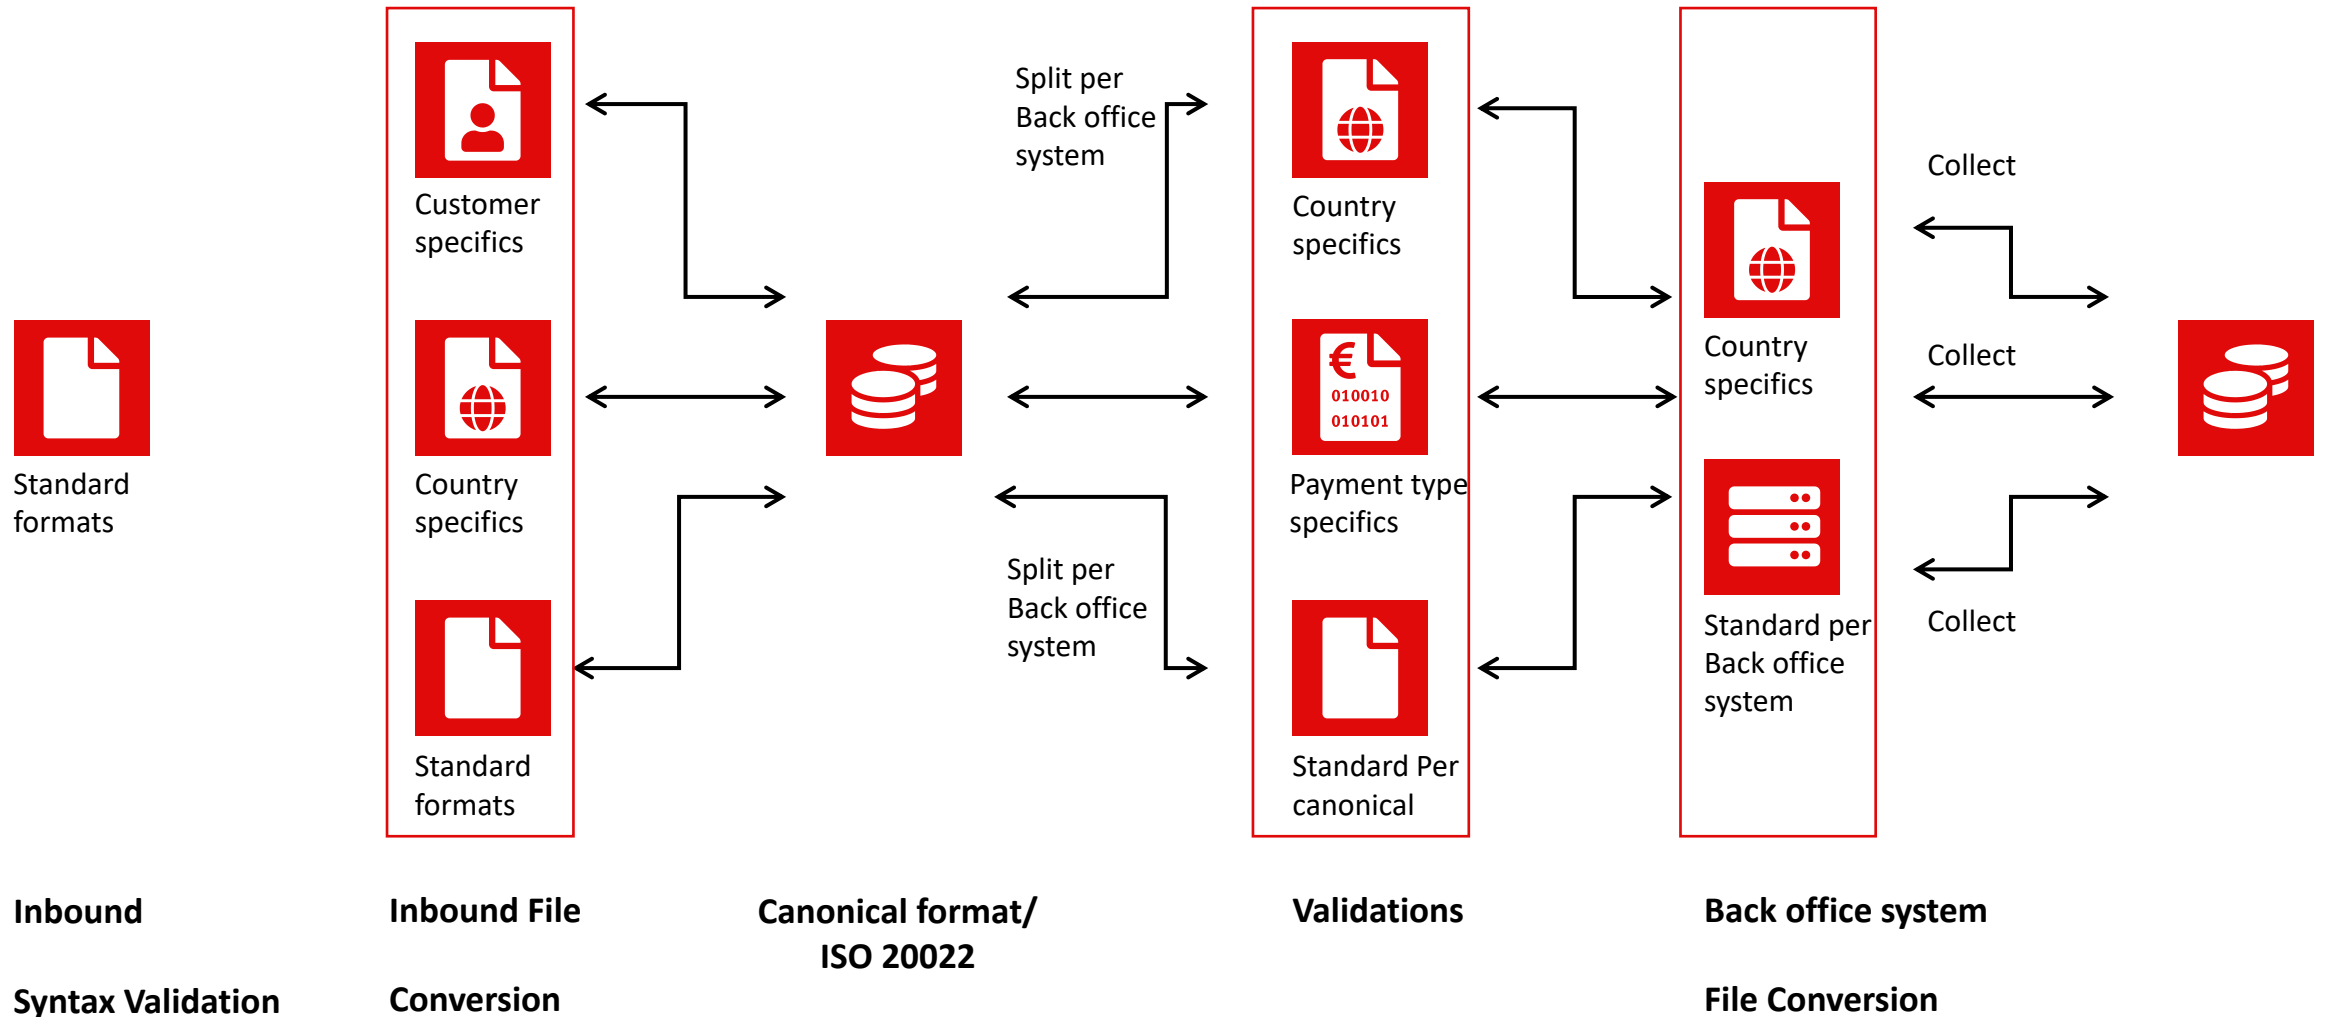 Standard
formats
Customer
specifics
Country
specifics
Standard
formats
Split per
Back office
system
Split per
Back office
system
Country
specifics
€
010010
010101
Payment type
specifics
Standard Per
canonical
Country
specifics
Standard per
Back office
system
Collect
Collect
Collect
Inbound
Syntax Validation
Inbound File
Conversion
Canonical format/
ISO 20022
Validations
Back office system
File Conversion